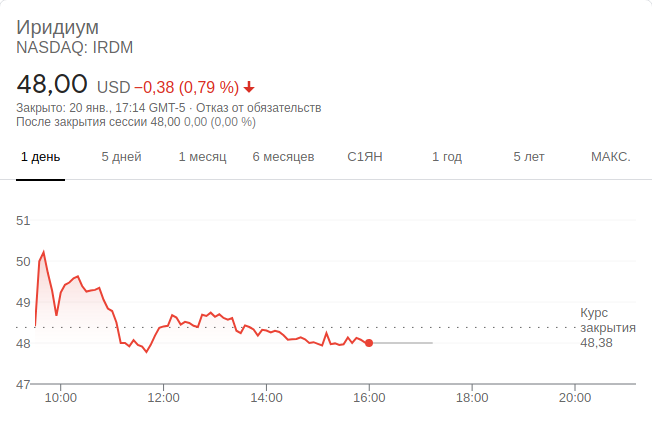 Иридиум
NASDAQ: IRDM
48,00 USD −0,38 (0,79 %)
Закрыто: 20 янв., 17:14 GMT-5 · Отказ от обязательств
После закрытия сессии 48,00 0,00 (0,00 %)
1 день 5 дней 1 месяц 6 месяцев С1ЯН 1 год 5 лет МАКС.
51
50
49
48
47
Курс
закрытия
48,38
10:00 12:00 14:00 16:00 18:00 20:00